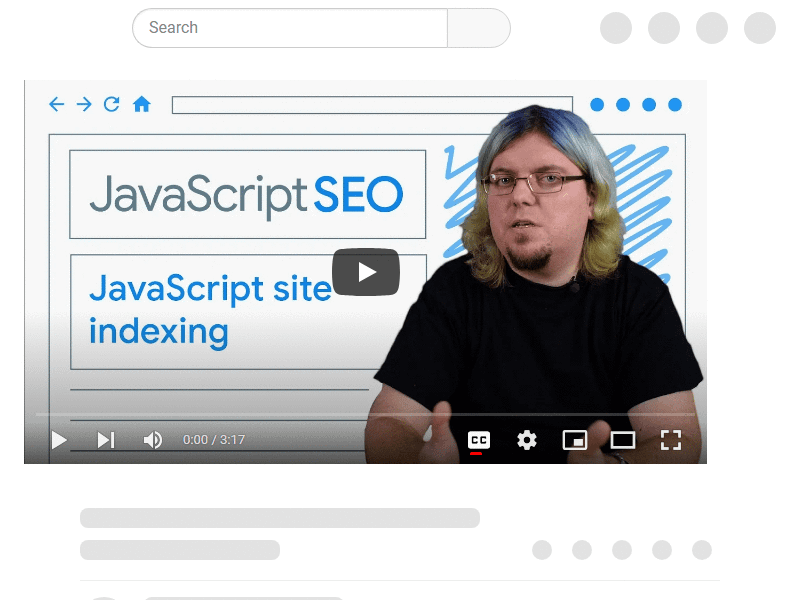 Search
JavaScript SEO
JavaScript site
indexing
0:00 / 3:17
CC